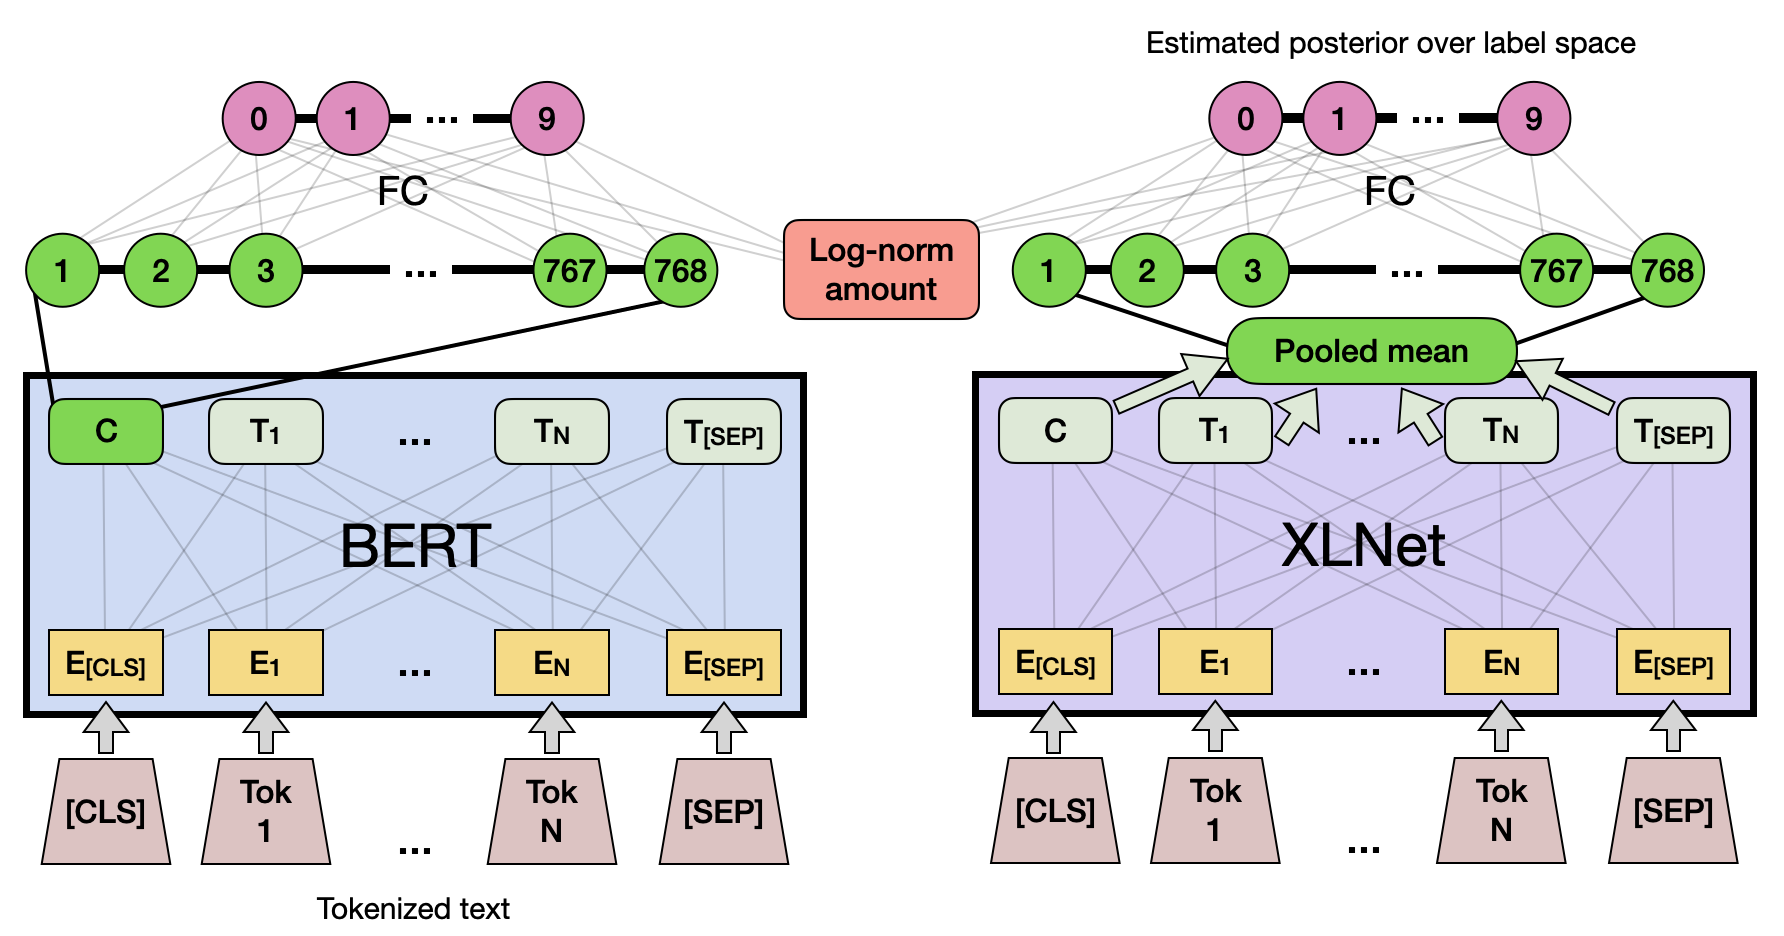 Estimated posterior over label space
0 1 ... 9
0 1 ... 9
FC
FC
1 2 3 ... 767 768
Log-norm
amount
1 2 3 ... 767 768
Pooled mean
C T1 ... TN T[SEP]
C T1 ... TN T[SEP]
BERT
XLNet
E[CLS] E1 ... EN E[SEP]
E[CLS] E1 ... EN E[SEP]
[CLS] Tok 1 ... Tok N [SEP]
[CLS] Tok 1 ... Tok N [SEP]
Tokenized text